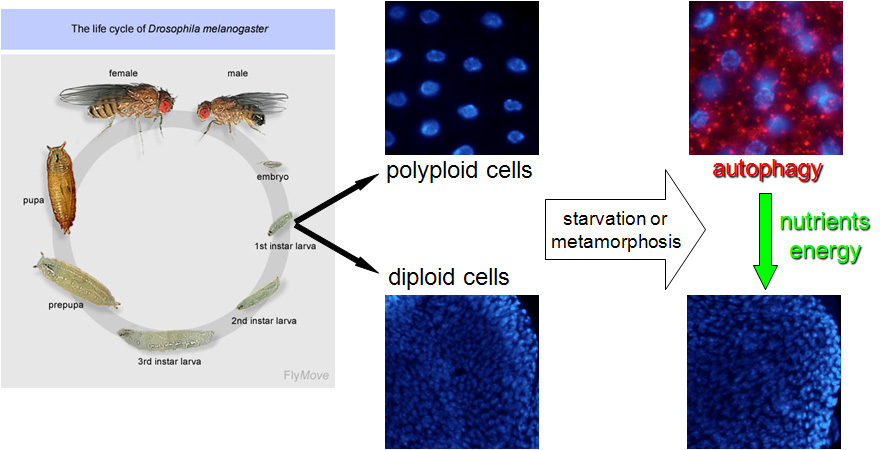 The life cycle of Drosophila melanogaster
female
male
embryo
1st instar larva
2nd instar larva
3rd instar larva
prepupa
pupa
FlyMove
polyploid cells
diploid cells
starvation or
metamorphosis
autophagy
nutrients
energy